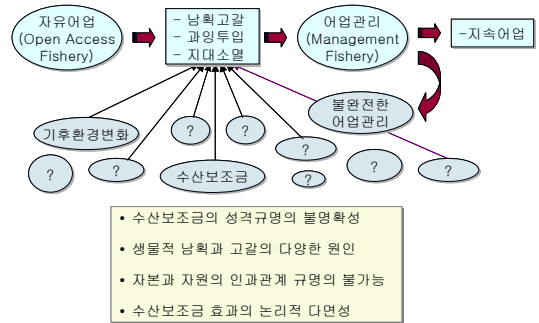 자유어업
(Open Access
Fishery)
– 남획고갈
– 과잉투입
– 지대소멸
어업관리
(Management
Fishery)
-지속어업
불완전한
어업관리
기후환경변화
?
?
?
?
?
?
?
?
수산보조금
• 수산보조금의 성격규명의 불명확성
• 생물적 남획과 고갈의 다양한 원인
• 자본과 자원의 인과관계 규명의 불가능
• 수산보조금 효과의 논리적 다면성